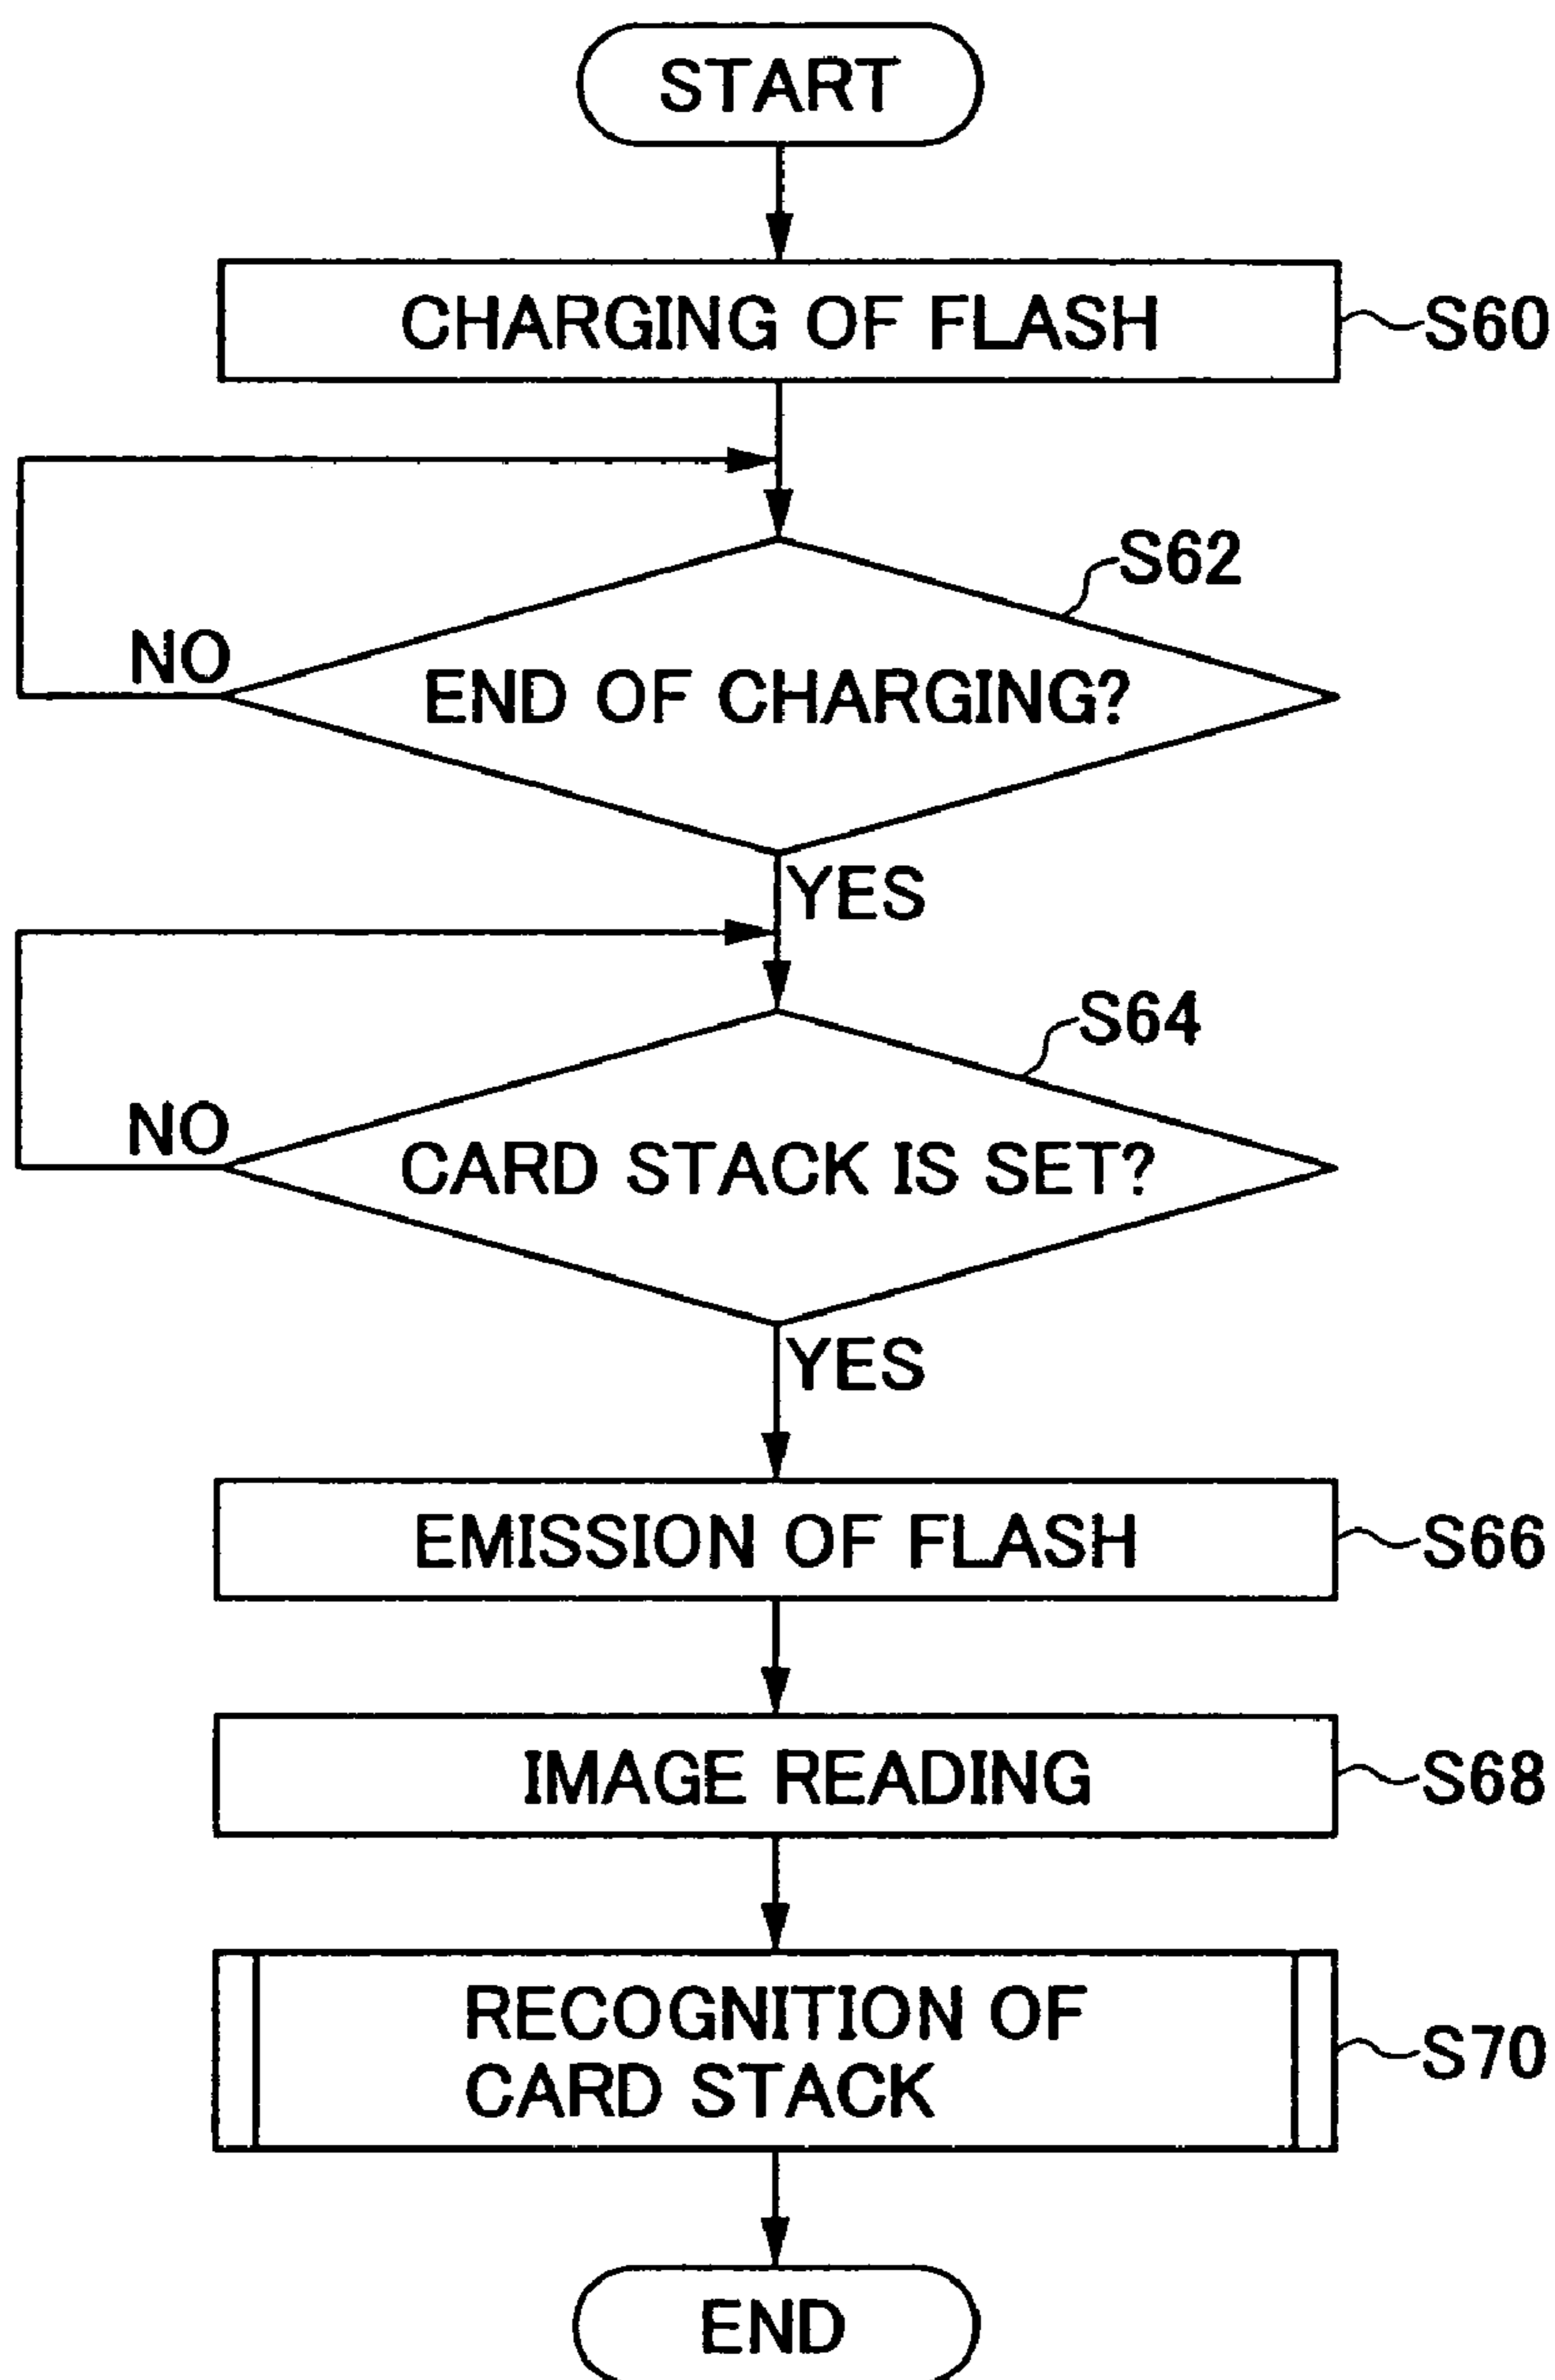 START
CHARGING OF FLASH
S60
S62
NO
END OF CHARGING?
YES
S64
NO
CARD STACK IS SET?
YES
EMISSION OF FLASH
S66
IMAGE READING
S68
RECOGNITION OF
CARD STACK
S70
END